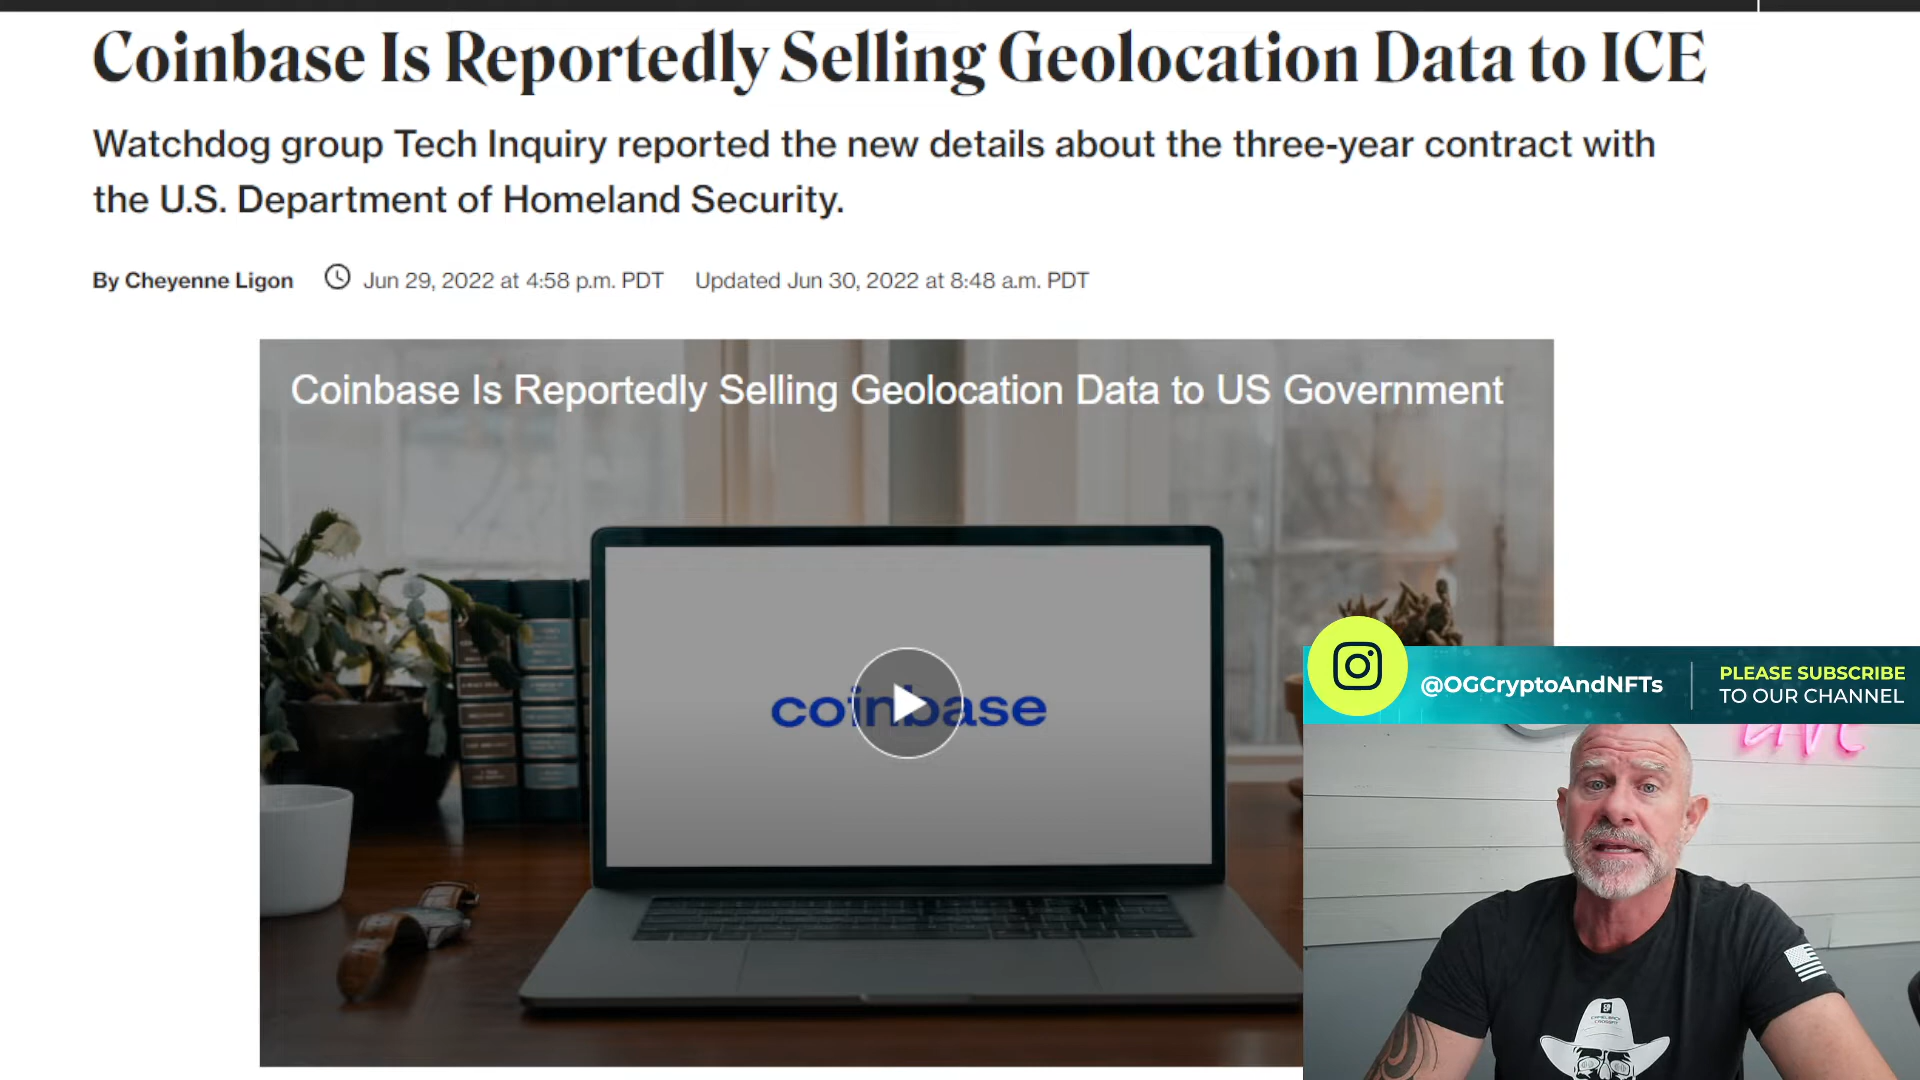 Coinbase Is Reportedly Selling Geolocation Data to ICE
Watchdog group Tech Inquiry reported the new details about the three-year contract with
the U.S. Department of Homeland Security.
By Cheyenne Ligon Jun 29, 2022 at 4:58 p.m. PDT Updated Jun 30, 2022 at 8:48 a.m. PDT
Coinbase Is Reportedly Selling Geolocation Data to US Government
coinbase
@OGCryptoAndNFTs
PLEASE SUBSCRIBE
TO OUR CHANNEL
LIVE